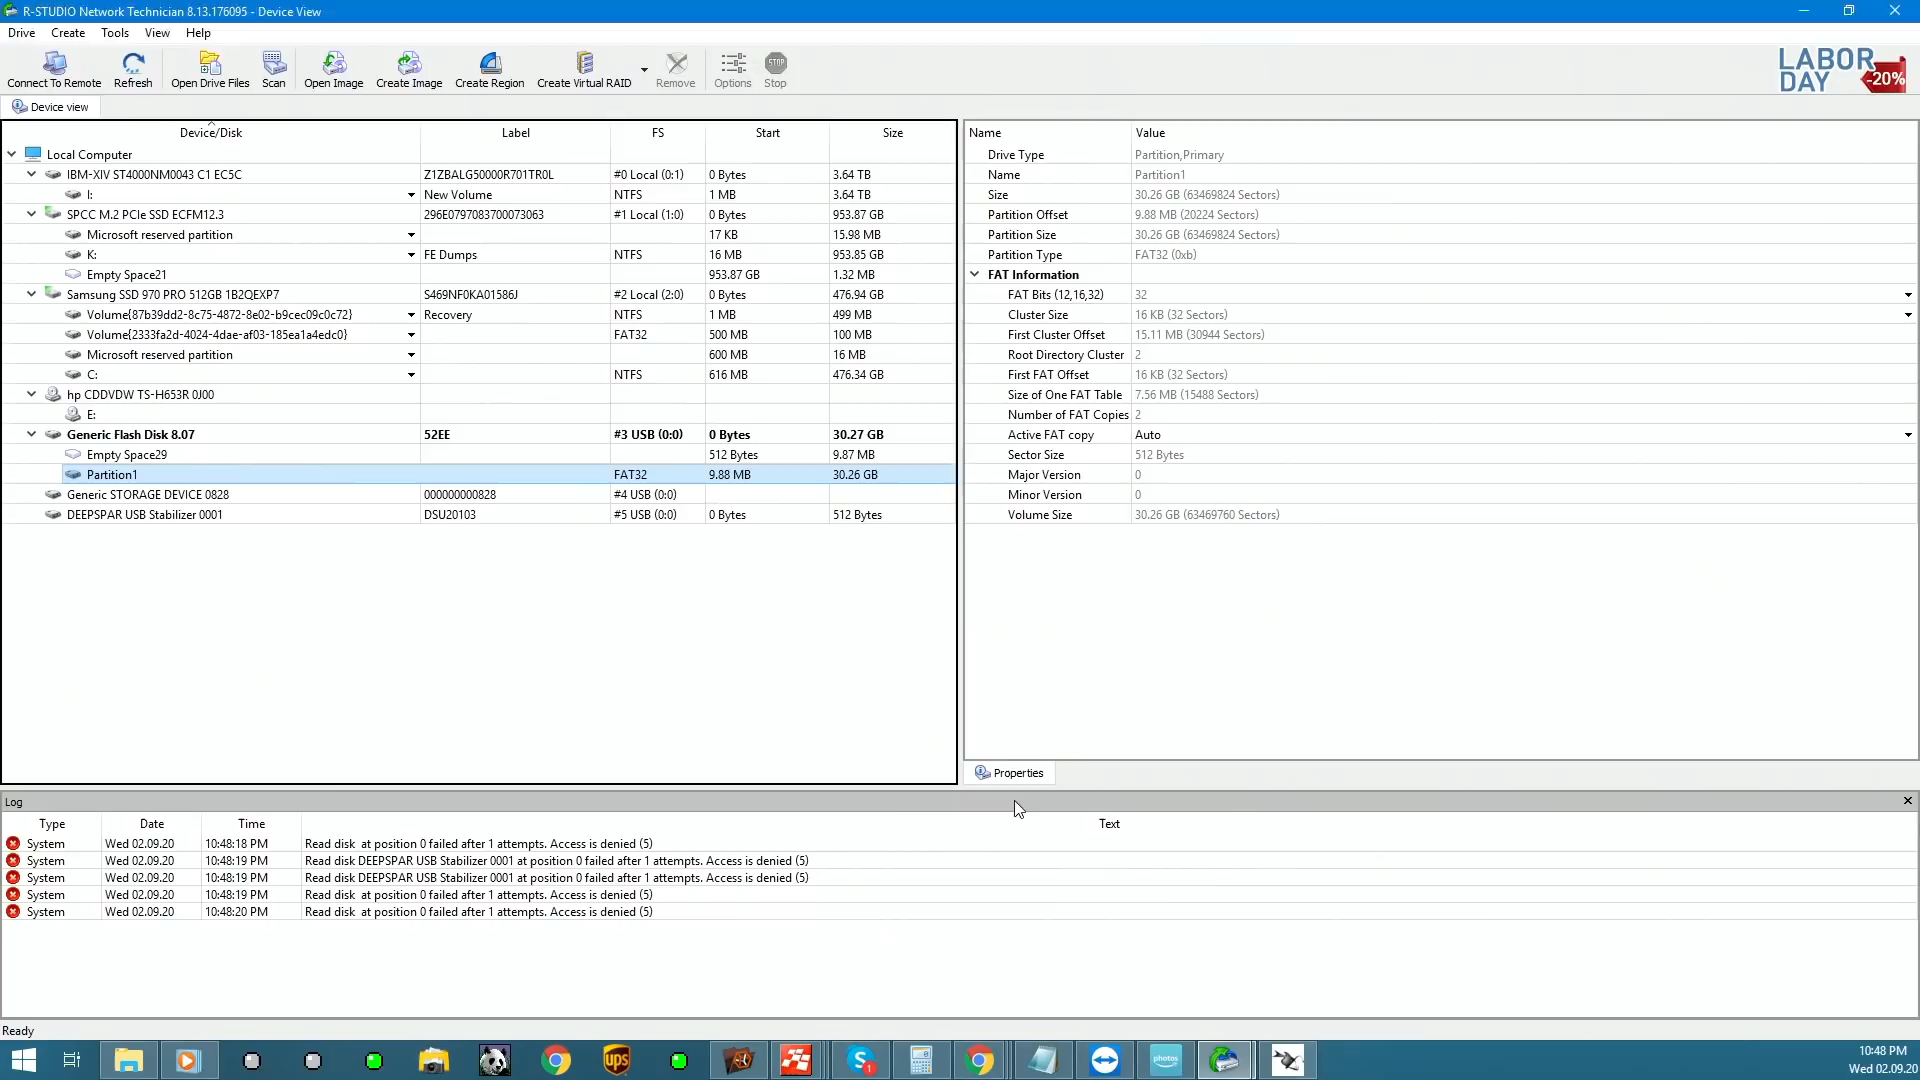 R-STUDIO Network Technician 8.13.176095 - Device View
Drive Create Tools View Help
Connect To Remote Refresh Open Drive Files Scan Open Image Create Image Create Region Create Virtual RAID Remove Options STOP Stop
LABOR DAY -20%
Device view
Device/Disk Label FS Start Size
Local Computer
IBM-XIV ST4000NM0043 C1 EC5C Z1ZBALG50000R701TR0L #0 Local (0:1) 0 Bytes 3.64 TB
I: New Volume NTFS 1 MB 3.64 TB
SPCC M.2 PCIe SSD ECFM12.3 296E0797083700073063 #1 Local (1:0) 0 Bytes 953.87 GB
Microsoft reserved partition 17 KB 15.98 MB
K: FE Dumps NTFS 16 MB 953.85 GB
Empty Space21 953.87 GB 1.32 MB
Samsung SSD 970 PRO 512GB 1B2QEXP7 S469NF0KA01586J #2 Local (2:0) 0 Bytes 476.94 GB
Volume{87b39dd2-8c75-4872-8e02-b9cec09c0c72} Recovery NTFS 1 MB 499 MB
Volume{2333fa2d-4024-4dae-af03-185ea1a4edc0} FAT32 500 MB 100 MB
Microsoft reserved partition 600 MB 16 MB
C: NTFS 616 MB 476.34 GB
hp CDDVDW TS-H653R 0J00
E:
Generic Flash Disk 8.07 52EE #3 USB (0:0) 0 Bytes 30.27 GB
Empty Space29 512 Bytes 9.87 MB
Partition1 FAT32 9.88 MB 30.26 GB
Generic STORAGE DEVICE 0828 000000000828 #4 USB (0:0)
DEEPSPAR USB Stabilizer 0001 DSU20103 #5 USB (0:0) 0 Bytes 512 Bytes
Name Value
Drive Type Partition,Primary
Name Partition1
Size 30.26 GB (63469824 Sectors)
Partition Offset 9.88 MB (20224 Sectors)
Partition Size 30.26 GB (63469824 Sectors)
Partition Type FAT32 (0xb)
FAT Information
FAT Bits (12,16,32) 32
Cluster Size 16 KB (32 Sectors)
First Cluster Offset 15.11 MB (30944 Sectors)
Root Directory Cluster 2
First FAT Offset 16 KB (32 Sectors)
Size of One FAT Table 7.56 MB (15488 Sectors)
Number of FAT Copies 2
Active FAT copy Auto
Sector Size 512 Bytes
Major Version 0
Minor Version 0
Volume Size 30.26 GB (63469760 Sectors)
Properties
Log
Type Date Time Text
System Wed 02.09.20 10:48:18 PM Read disk at position 0 failed after 1 attempts. Access is denied (5)
System Wed 02.09.20 10:48:19 PM Read disk DEEPSPAR USB Stabilizer 0001 at position 0 failed after 1 attempts. Access is denied (5)
System Wed 02.09.20 10:48:19 PM Read disk DEEPSPAR USB Stabilizer 0001 at position 0 failed after 1 attempts. Access is denied (5)
System Wed 02.09.20 10:48:19 PM Read disk at position 0 failed after 1 attempts. Access is denied (5)
System Wed 02.09.20 10:48:20 PM Read disk at position 0 failed after 1 attempts. Access is denied (5)
Ready
ups S 1 photos
10:48 PM
Wed 02.09.20